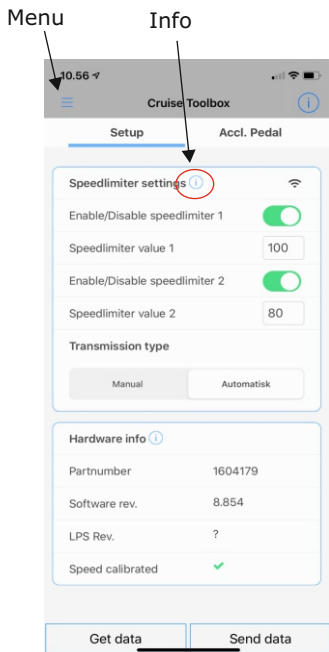 Menu Info
10.56
Cruise Toolbox
Setup Accl. Pedal
Speedlimiter settings
Enable/Disable speedlimiter 1
Speedlimiter value 1 100
Enable/Disable speedlimiter 2
Speedlimiter value 2 80
Transmission type
Manual Automatisk
Hardware info
Partnumber 1604179
Software rev. 8.854
LPS Rev. ?
Speed calibrated
Get data Send data